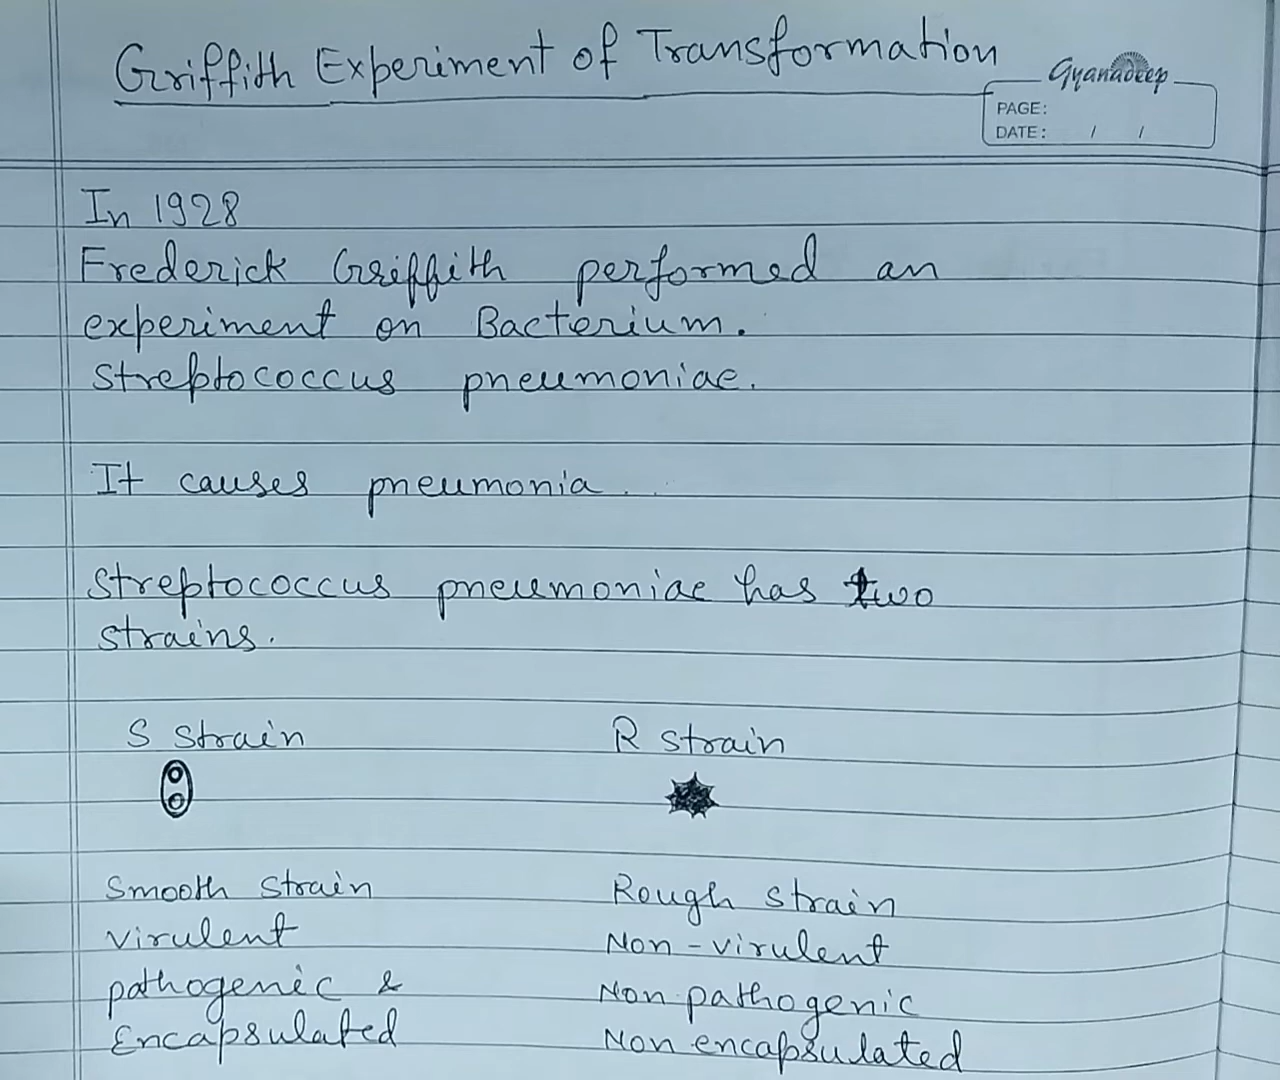 Griffith Experiment of Transformation
Gyanadeep
PAGE:
DATE: / /
In 1928
Frederick Griffith performed an
experiment on Bacterium.
Streptococcus pneumoniae.
It causes pneumonia.
Streptococcus pneumoniae has two
strains.
S strain R strain
Smooth strain Rough strain
virulent Non-virulent
pathogenic & Non pathogenic
Encapsulated Non encapsulated